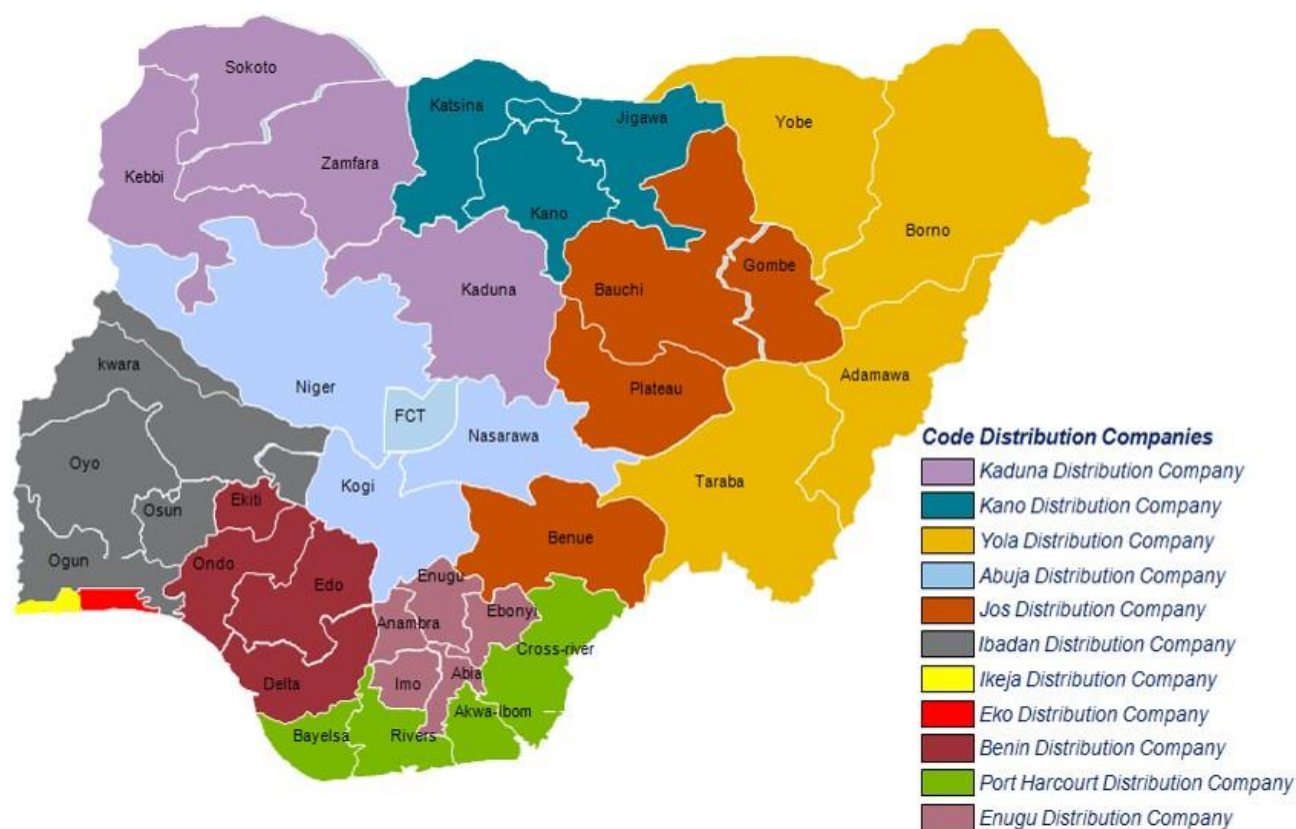 Sokoto
Katsina
Jigawa
Yobe
Zamfara
Kebbi
Kano
Borno
Gombe
Kaduna
Bauchi
kwara
Niger
Plateau
Adamawa
FCT
Nasarawa
Oyo
Kogi
Taraba
Ekiti
Osun
Benue
Ogun
Ondo
Edo
Enugu
Ebonyi
Anambra
Cross-river
Delta
Imo
Abia
Akwa-Ibom
Bayelsa
Rivers
Code Distribution Companies
Kaduna Distribution Company
Kano Distribution Company
Yola Distribution Company
Abuja Distribution Company
Jos Distribution Company
Ibadan Distribution Company
Ikeja Distribution Company
Eko Distribution Company
Benin Distribution Company
Port Harcourt Distribution Company
Enugu Distribution Company